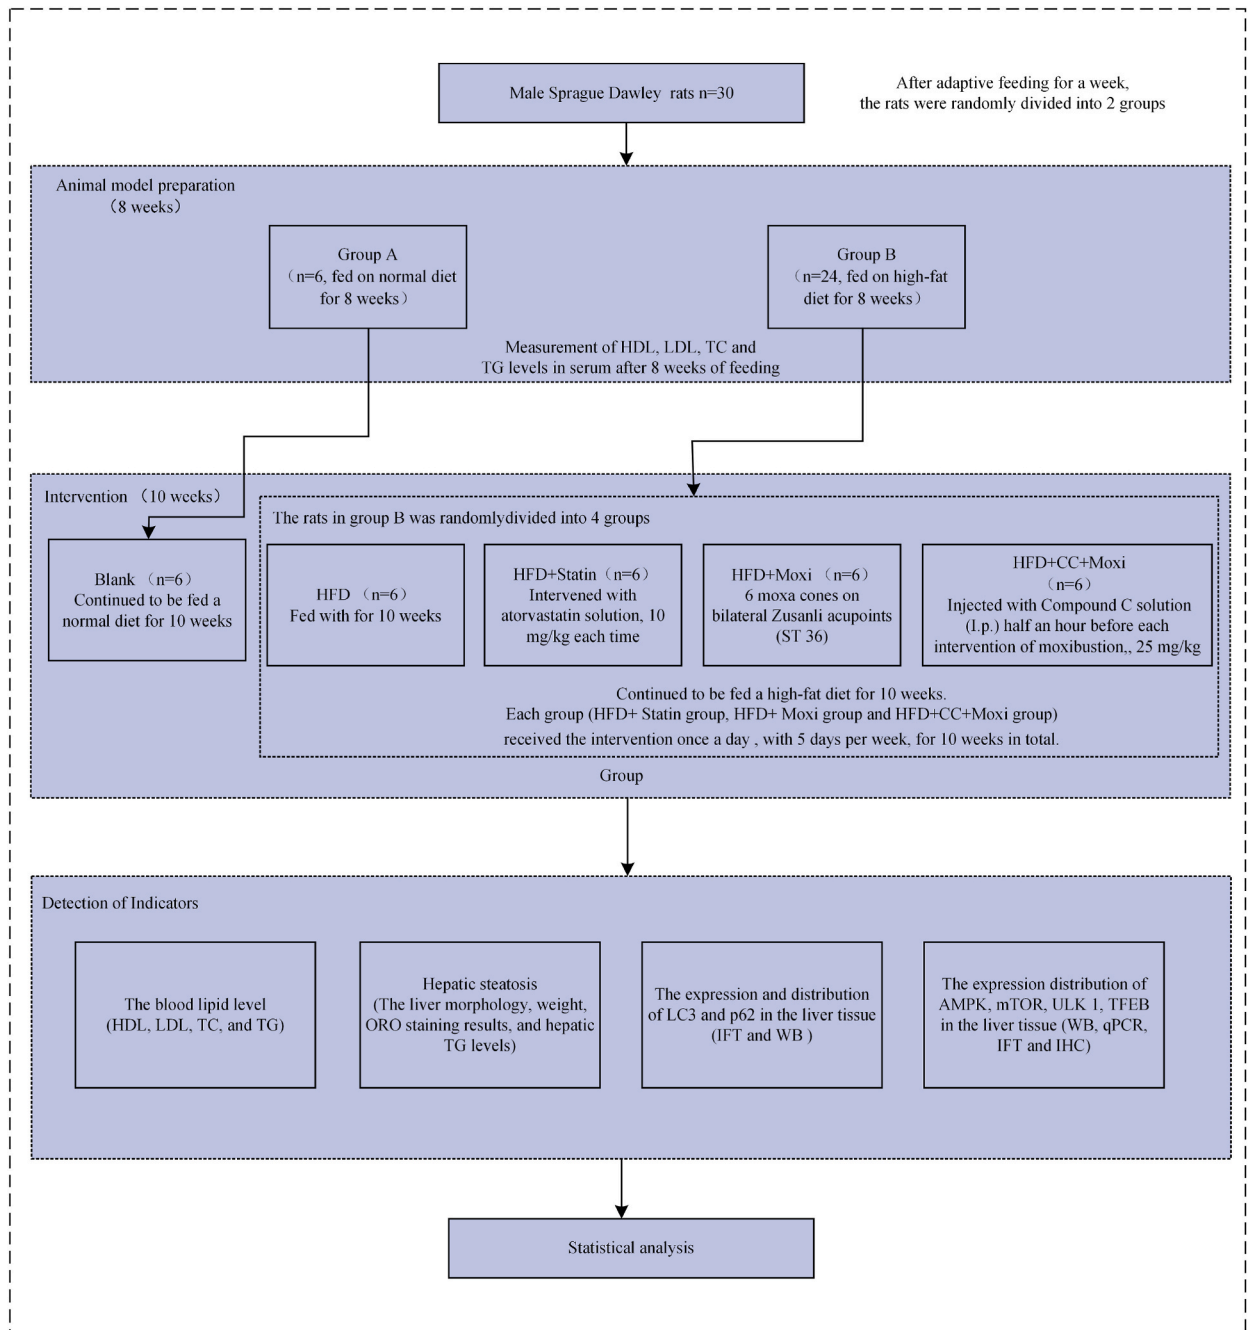 Male Sprague Dawley rats n=30
After adaptive feeding for a week,
the rats were randomly divided into 2 groups
Animal model preparation
（8 weeks）
Group A
（n=6, fed on normal diet
for 8 weeks）
Group B
（n=24, fed on high-fat
diet for 8 weeks）
Measurement of HDL, LDL, TC and
TG levels in serum after 8 weeks of feeding
Intervention （10 weeks）
The rats in group B was randomlydivided into 4 groups
Blank （n=6）
Continued to be fed a
normal diet for 10 weeks
HFD （n=6）
Fed with for 10 weeks
HFD+Statin（n=6）
Intervened with
atorvastatin solution, 10
mg/kg each time
HFD+Moxi（n=6）
6 moxa cones on
bilateral Zusanli acupoints
(ST 36)
HFD+CC+Moxi
（n=6）
Injected with Compound C solution
(I.p.) half an hour before each
intervention of moxibustion,, 25 mg/kg
Continued to be fed a high-fat diet for 10 weeks.
Each group (HFD+ Statin group, HFD+ Moxi group and HFD+CC+Moxi group)
received the intervention once a day , with 5 days per week, for 10 weeks in total.
Group
Detection of Indicators
The blood lipid level
(HDL, LDL, TC, and TG)
Hepatic steatosis
(The liver morphology, weight,
ORO staining results, and hepatic
TG levels)
The expression and distribution
of LC3 and p62 in the liver tissue
(IFT and WB )
The expression distribution of
AMPK, mTOR, ULK 1, TFEB
in the liver tissue (WB, qPCR,
IFT and IHC)
Statistical analysis